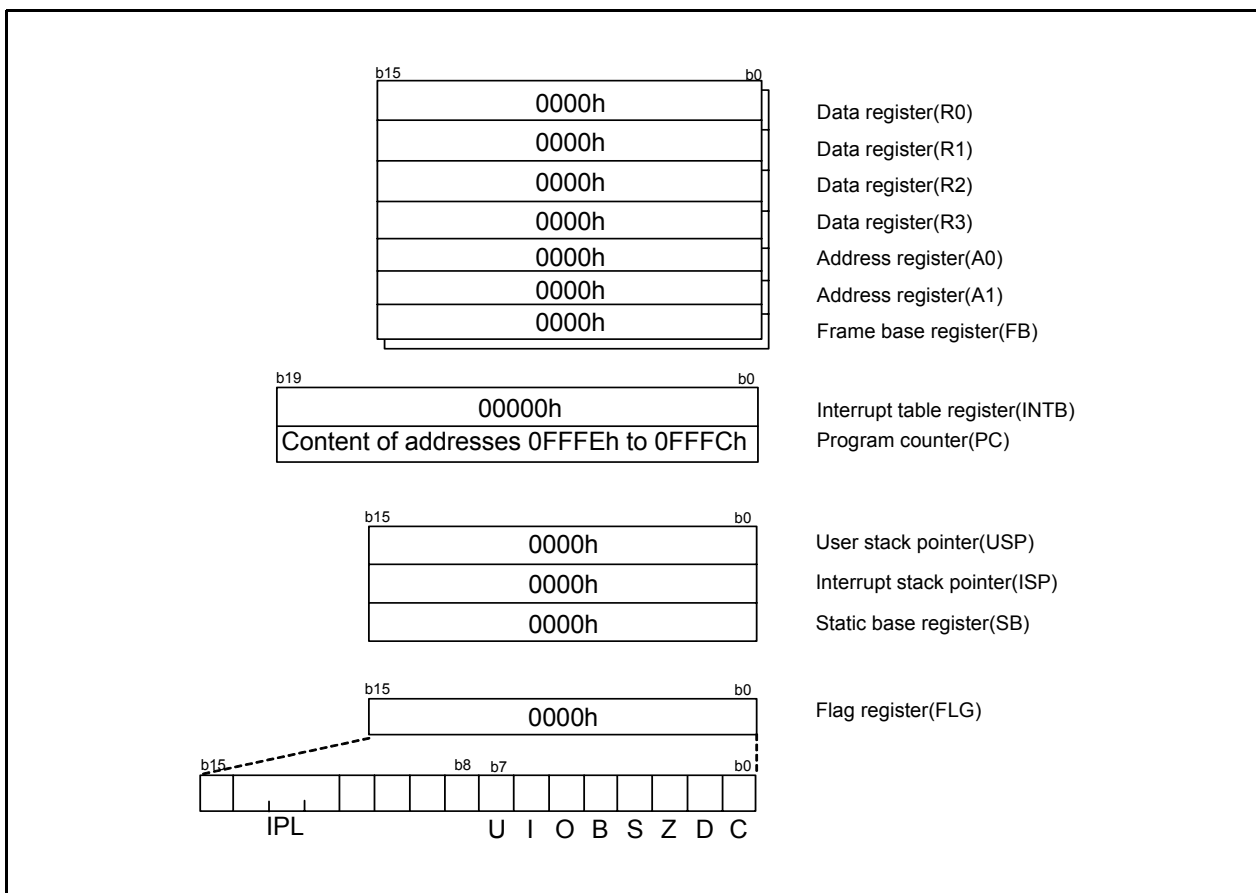 b15 b0
0000h Data register(R0)
0000h Data register(R1)
0000h Data register(R2)
0000h Data register(R3)
0000h Address register(A0)
0000h Address register(A1)
0000h Frame base register(FB)
b19 b0
00000h Interrupt table register(INTB)
Content of addresses 0FFFEh to 0FFFCh Program counter(PC)
b15 b0
0000h User stack pointer(USP)
0000h Interrupt stack pointer(ISP)
0000h Static base register(SB)
b15 b0
0000h Flag register(FLG)
b15 b8 b7 b0
IPL U I O B S Z D C